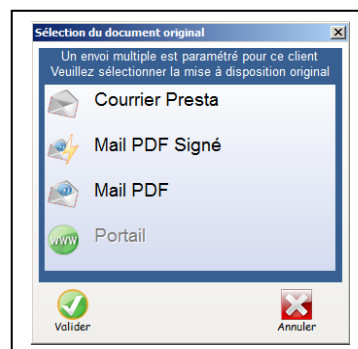 Sélection du document original
Un envoi multiple est paramétré pour ce client
Veuillez sélectionner la mise à disposition original
Courrier Presta
Mail PDF Signé
Mail PDF
www Portail
Valider Annuler